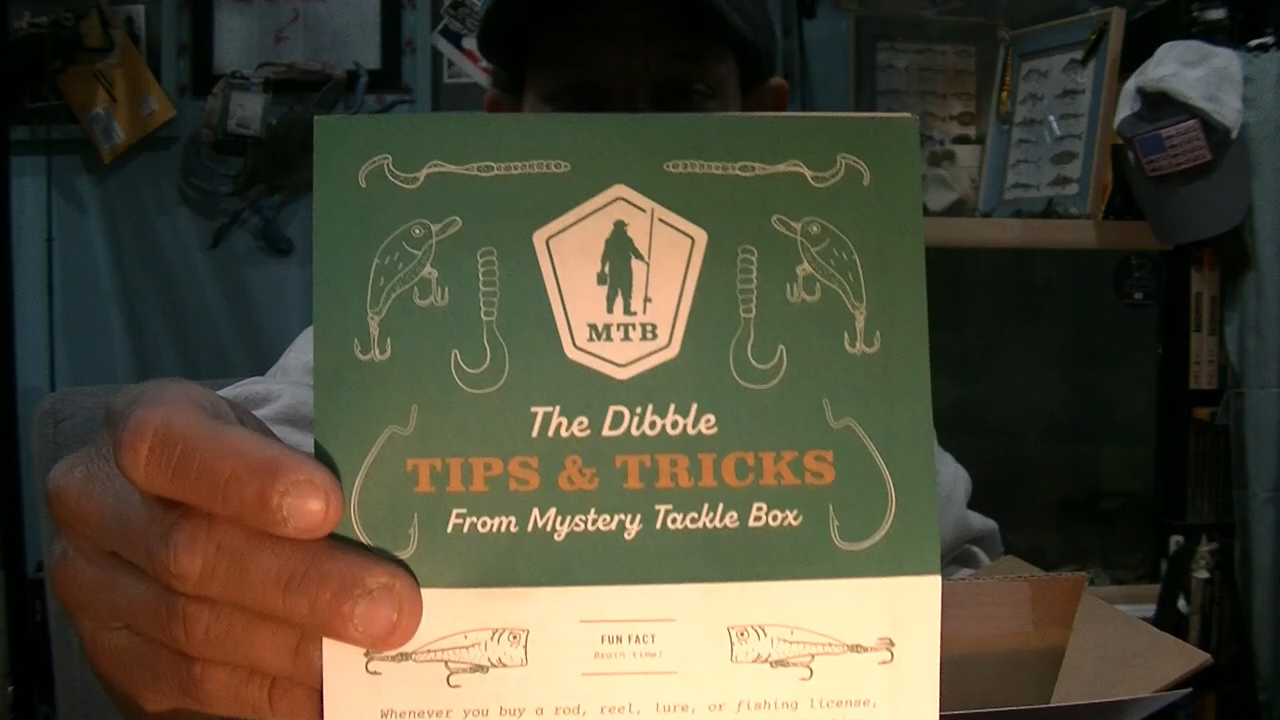 MTB
The Dibble
TIPS & TRICKS
From Mystery Tackle Box
FUN FACT
Brain time!
Whenever you buy a rod, reel, lure, or fishing license,